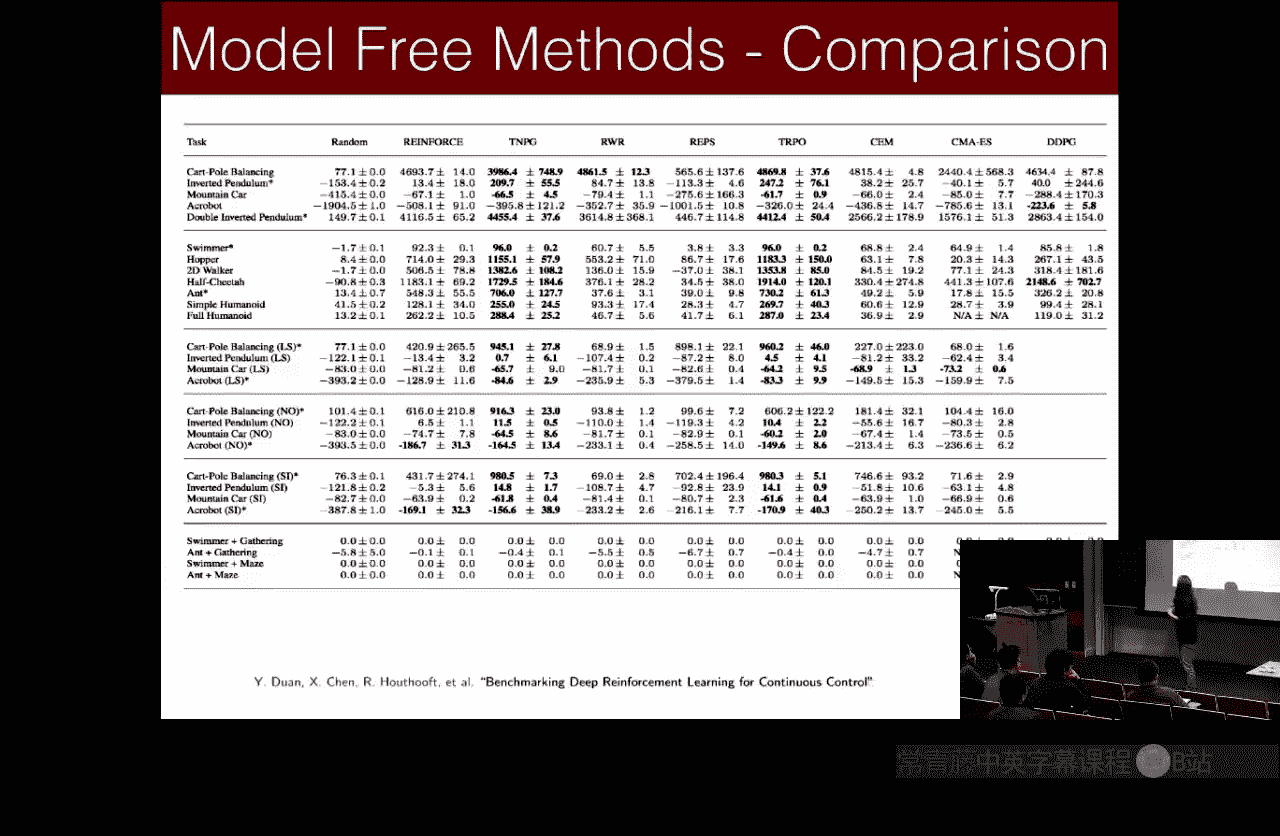 Model Free Methods - Comparison
Task Random REINFORCE TNPG RWR REPS TRPO CEM CMA-ES DDPG
Cart-Pole Balancing 77.1 ± 0.0 4693.7 ± 14.0 3986.4 ± 748.9 4861.5 ± 12.3 565.6 ± 137.6 4869.8 ± 37.6 4815.4 ± 4.8 2440.4 ± 568.3 4634.4 ± 87.8
Inverted Pendulum* −153.4 ± 0.2 13.4 ± 18.0 209.7 ± 55.5 84.7 ± 13.8 −113.3 ± 4.6 247.2 ± 76.1 38.2 ± 25.7 −40.1 ± 5.7 40.0 ± 244.6
Mountain Car −415.4 ± 0.0 −67.1 ± 1.0 -66.5 ± 4.5 −79.4 ± 1.1 −275.6 ± 166.3 -61.7 ± 0.9 −66.0 ± 2.4 −85.0 ± 7.7 −288.4 ± 170.3
Acrobot −1904.5 ± 1.0 −508.1 ± 91.0 −395.8 ± 121.2 −352.7 ± 35.9 −1001.5 ± 10.8 −326.0 ± 24.4 −436.8 ± 14.7 −785.6 ± 13.1 -223.6 ± 5.8
Double Inverted Pendulum* 149.7 ± 0.1 4116.5 ± 65.2 4455.4 ± 37.6 3614.8 ± 368.1 446.7 ± 114.8 4412.4 ± 50.4 2566.2 ± 178.9 1576.1 ± 51.3 2863.4 ± 154.0
Swimmer* −1.7 ± 0.1 92.3 ± 0.1 96.0 ± 0.2 60.7 ± 5.5 3.8 ± 3.3 96.0 ± 0.2 68.8 ± 2.4 64.9 ± 1.4 85.8 ± 1.8
Hopper 8.4 ± 0.0 714.0 ± 29.3 1155.1 ± 57.9 553.2 ± 71.0 86.7 ± 17.6 1183.3 ± 150.0 63.1 ± 7.8 20.3 ± 14.3 267.1 ± 43.5
2D Walker −1.7 ± 0.0 506.5 ± 78.8 1382.6 ± 108.2 136.0 ± 15.9 −37.0 ± 38.1 1353.8 ± 85.0 84.5 ± 19.2 77.1 ± 24.3 318.4 ± 181.6
Half-Cheetah −90.8 ± 0.3 1183.1 ± 69.2 1729.5 ± 184.6 376.1 ± 28.2 34.5 ± 38.0 1914.0 ± 120.1 330.4 ± 274.8 441.3 ± 107.6 2148.6 ± 702.7
Ant* 13.4 ± 0.7 548.3 ± 55.5 706.0 ± 127.7 37.6 ± 3.1 39.0 ± 9.8 730.2 ± 61.3 49.2 ± 5.9 17.8 ± 15.5 326.2 ± 20.8
Simple Humanoid 41.5 ± 0.2 128.1 ± 34.0 255.0 ± 24.5 93.3 ± 17.4 28.3 ± 4.7 269.7 ± 40.3 60.6 ± 12.9 28.7 ± 3.9 99.4 ± 28.1
Full Humanoid 13.2 ± 0.1 262.2 ± 10.5 288.4 ± 25.2 46.7 ± 5.6 41.7 ± 6.1 287.0 ± 23.4 36.9 ± 2.9 N/A ± N/A 119.0 ± 31.2
Cart-Pole Balancing (LS)* 77.1 ± 0.0 420.9 ± 265.5 945.1 ± 27.8 68.9 ± 1.5 898.1 ± 22.1 960.2 ± 46.0 227.0 ± 223.0 68.0 ± 1.6
Inverted Pendulum (LS) −122.1 ± 0.1 −13.4 ± 3.2 0.7 ± 6.1 −107.4 ± 0.2 −87.2 ± 8.0 4.5 ± 4.1 −81.2 ± 33.2 −62.4 ± 3.4
Mountain Car (LS) −83.0 ± 0.0 −81.2 ± 0.6 -65.7 ± 9.0 −81.7 ± 0.1 −82.6 ± 0.4 -64.2 ± 9.5 -68.9 ± 1.3 -73.2 ± 0.6
Acrobot (LS)* −393.2 ± 0.0 −128.9 ± 11.6 -84.6 ± 2.9 −235.9 ± 5.3 −379.5 ± 1.4 -83.3 ± 9.9 −149.5 ± 15.3 −159.9 ± 7.5
Cart-Pole Balancing (NO)* 101.4 ± 0.1 616.0 ± 210.8 916.3 ± 23.0 93.8 ± 1.2 99.6 ± 7.2 606.2 ± 122.2 181.4 ± 32.1 104.4 ± 16.0
Inverted Pendulum (NO) −122.2 ± 0.1 6.5 ± 1.1 11.5 ± 0.5 −110.0 ± 1.4 −119.3 ± 4.2 10.4 ± 2.2 −55.6 ± 16.7 −80.3 ± 2.8
Mountain Car (NO) −83.0 ± 0.0 −74.7 ± 7.8 -64.5 ± 8.6 −81.7 ± 0.1 −82.9 ± 0.1 -60.2 ± 2.0 −67.4 ± 1.4 −73.5 ± 0.5
Acrobot (NO)* −393.5 ± 0.0 -186.7 ± 31.3 -164.5 ± 13.4 −233.1 ± 0.4 −258.5 ± 14.0 -149.6 ± 8.6 −213.4 ± 6.3 −236.6 ± 6.2
Cart-Pole Balancing (SI)* 76.3 ± 0.1 431.7 ± 274.1 980.5 ± 7.3 69.0 ± 2.8 702.4 ± 196.4 980.3 ± 5.1 746.6 ± 93.2 71.6 ± 2.9
Inverted Pendulum (SI) −121.8 ± 0.2 −5.3 ± 5.6 14.8 ± 1.7 −108.7 ± 4.7 −92.8 ± 23.9 14.1 ± 0.9 −51.8 ± 10.6 −63.1 ± 4.8
Mountain Car (SI) −82.7 ± 0.0 −63.9 ± 0.2 -61.8 ± 0.4 −81.4 ± 0.1 −80.7 ± 2.3 -61.6 ± 0.4 −63.9 ± 1.0 −66.9 ± 0.6
Acrobot (SI)* −387.8 ± 1.0 -169.1 ± 32.3 -156.6 ± 38.9 −233.2 ± 2.6 −216.1 ± 7.7 -170.9 ± 40.3 −250.2 ± 13.7 −245.0 ± 5.5
Swimmer + Gathering 0.0 ± 0.0 0.0 ± 0.0 0.0 ± 0.0 0.0 ± 0.0 0.0 ± 0.0 0.0 ± 0.0 0.0 ± 0.0
Ant + Gathering −5.8 ± 5.0 −0.1 ± 0.1 −0.4 ± 0.1 −5.5 ± 0.5 −6.7 ± 0.7 −0.4 ± 0.0 −4.7 ± 0.7
Swimmer + Maze 0.0 ± 0.0 0.0 ± 0.0 0.0 ± 0.0 0.0 ± 0.0 0.0 ± 0.0 0.0 ± 0.0 0.0 ± 0.0
Ant + Maze 0.0 ± 0.0 0.0 ± 0.0 0.0 ± 0.0 0.0 ± 0.0 0.0 ± 0.0 0.0 ± 0.0 0.0 ± 0.0
Y. Duan, X. Chen, R. Houthooft, et al. "Benchmarking Deep Reinforcement Learning for Continuous Control"
中英字幕课程
B站